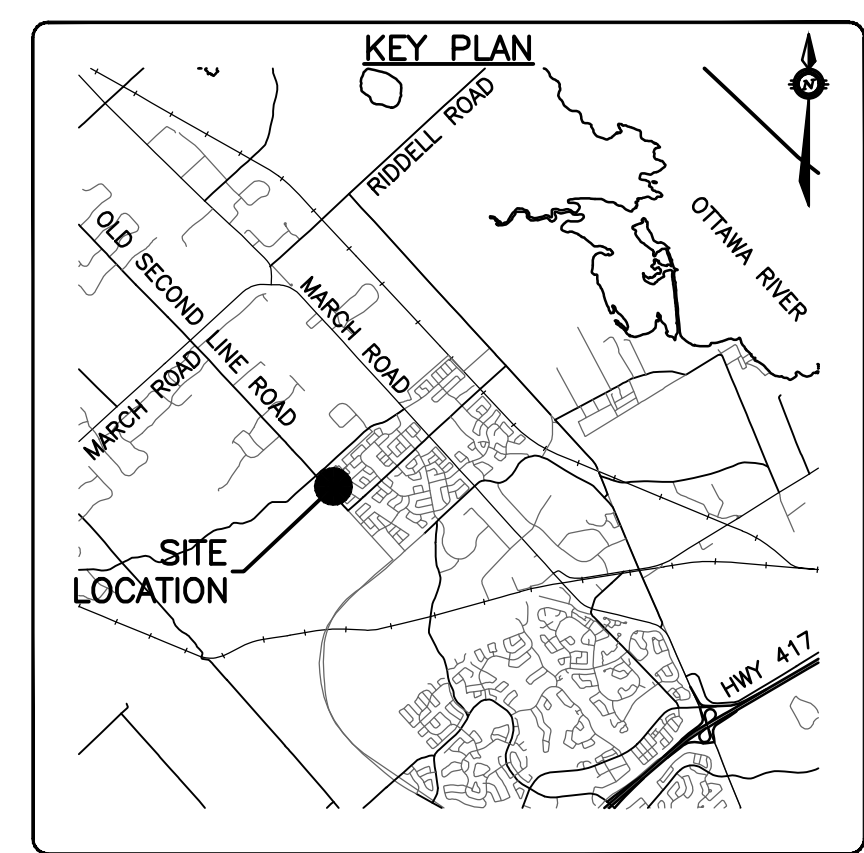 KEY PLAN
N
RIDDELL ROAD
OTTAWA RIVER
OLD SECOND LINE ROAD
MARCH ROAD
MARCH ROAD
SITE
LOCATION
HWY 417